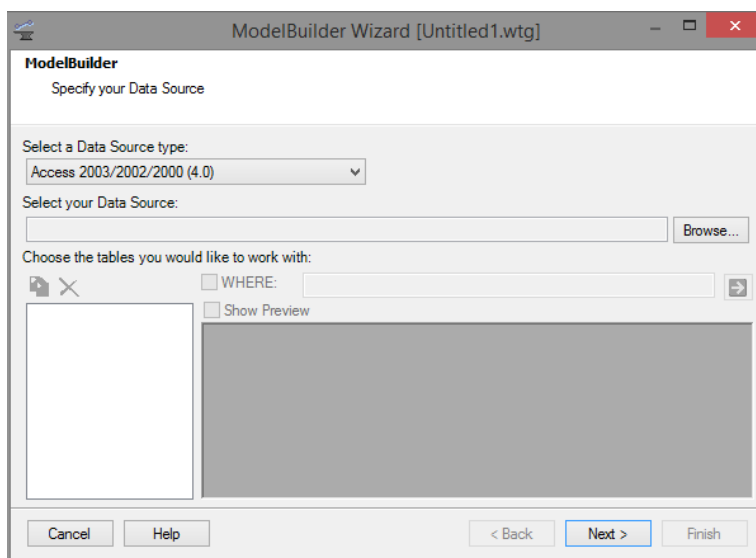 ModelBuilder Wizard [Untitled1.wtg]
ModelBuilder
Specify your Data Source
Select a Data Source type:
Access 2003/2002/2000 (4.0)
Select your Data Source:
Browse...
Choose the tables you would like to work with:
WHERE:
Show Preview
Cancel Help < Back Next > Finish